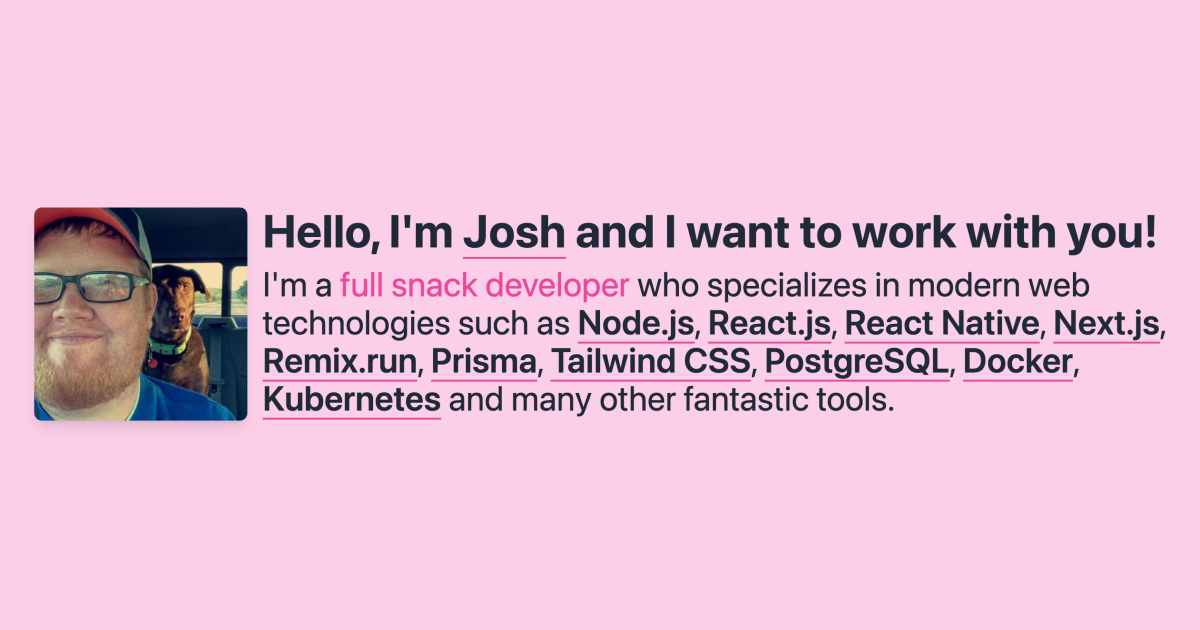 Hello, I'm Josh and I want to work with you!
I'm a full snack developer who specializes in modern web
technologies such as Node.js, React.js, React Native, Next.js,
Remix.run, Prisma, Tailwind CSS, PostgreSQL, Docker,
Kubernetes and many other fantastic tools.